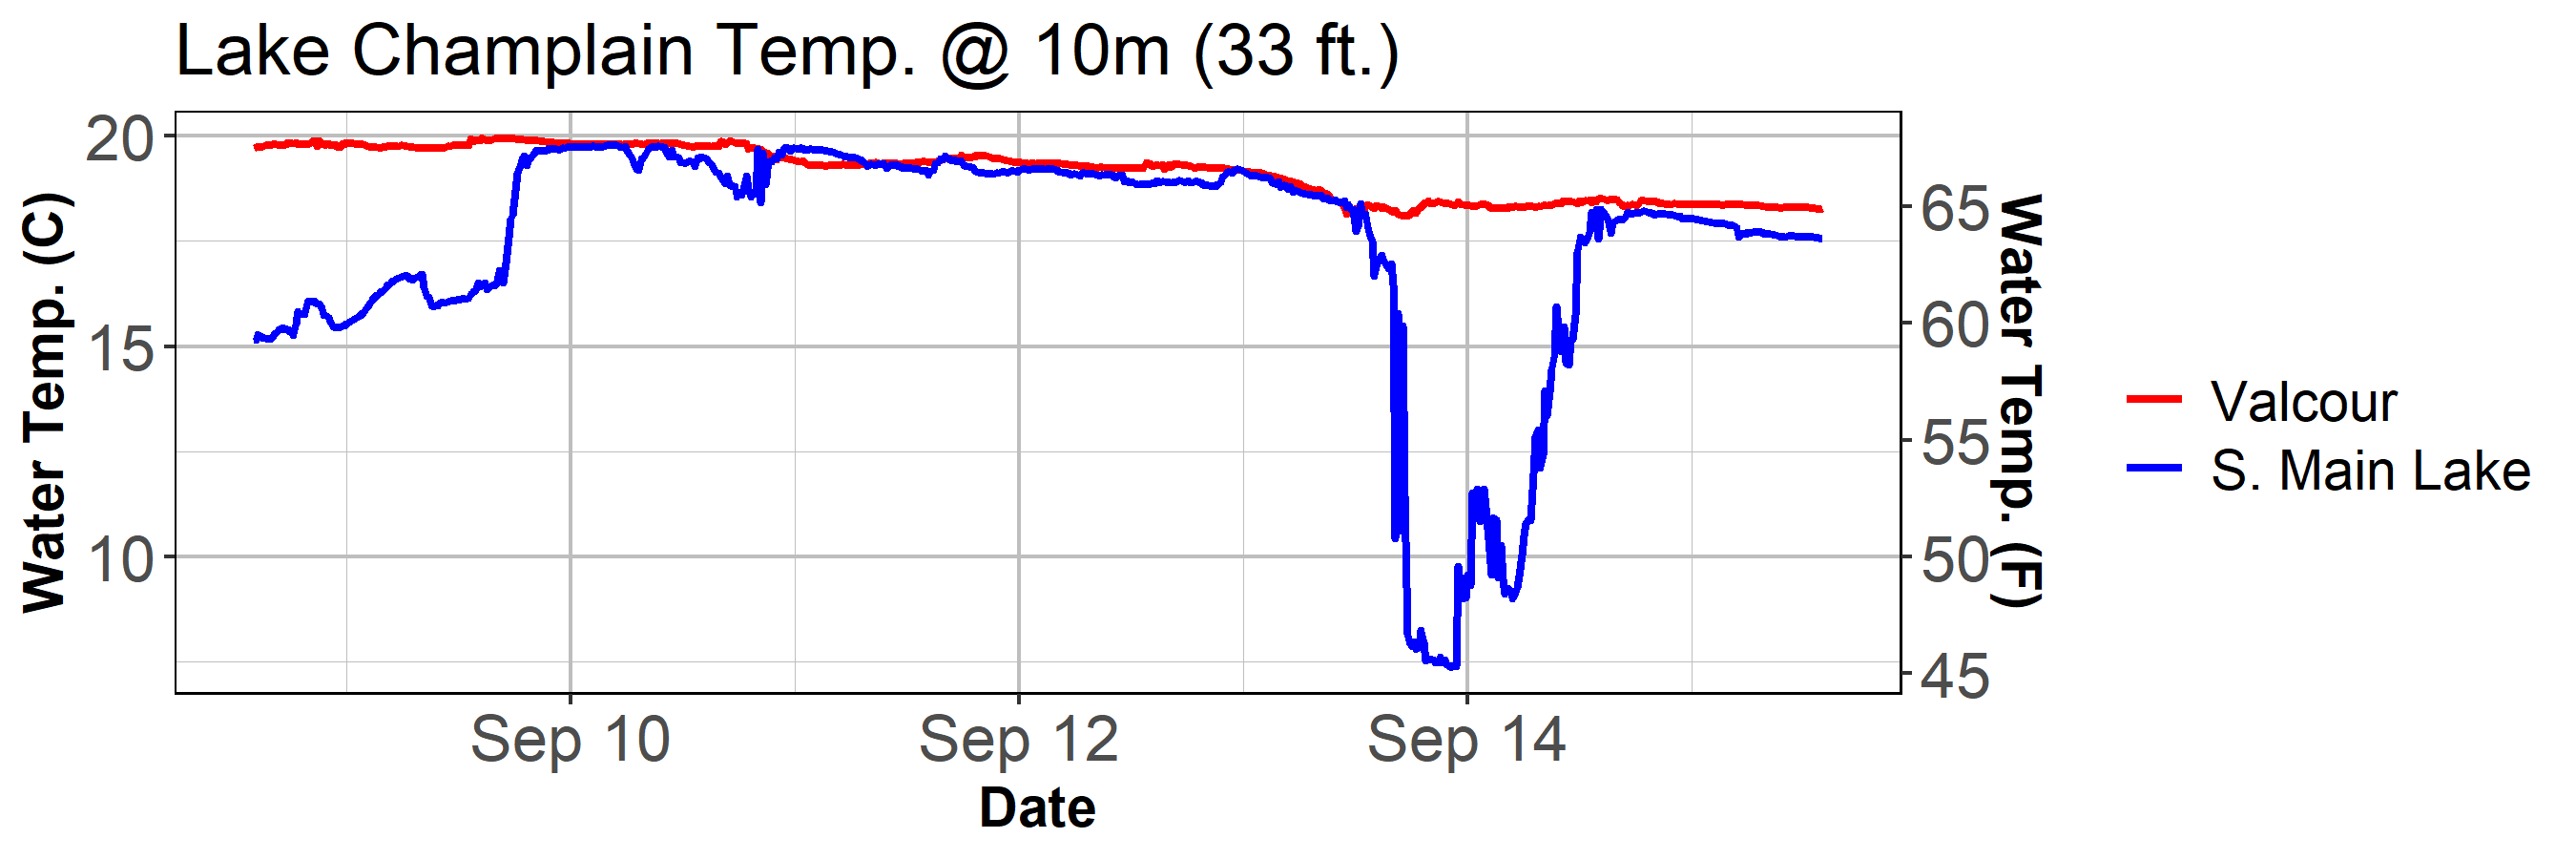 Lake Champlain Temp. @ 10m (33 ft.)
Water Temp. (C)
20
15
10
65
60
55
50
45
Water Temp. (F)
Sep 10
Sep 12
Sep 14
Date
Valcour
S. Main Lake